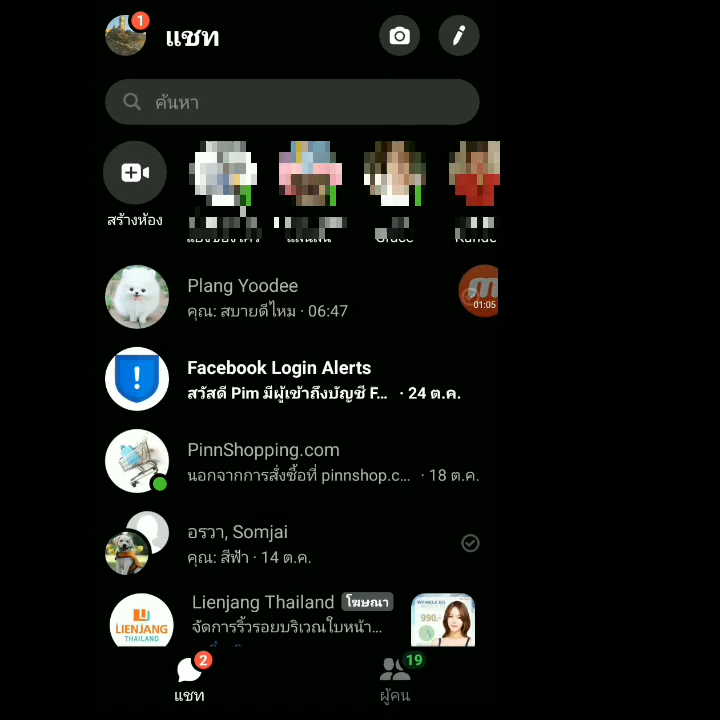 1
แชท
ค้นหา
สร้างห้อง
Grace
Plang Yoodee
คุณ: สบายดีไหม · 06:47
01:05
Facebook Login Alerts
สวัสดี Pim มีผู้เข้าถึงบัญชี F... · 24 ต.ค.
PinnShopping.com
นอกจากการสั่งซื้อที่ pinnshop.c... · 18 ต.ค.
อรวา, Somjai
คุณ: สีฟ้า · 14 ต.ค.
Lienjang Thailand โฆษณา
จัดการริ้วรอยบริเวณใบหน้า...
LIENJANG
THAILAND
990.-
2
19
แชท
ผู้คน